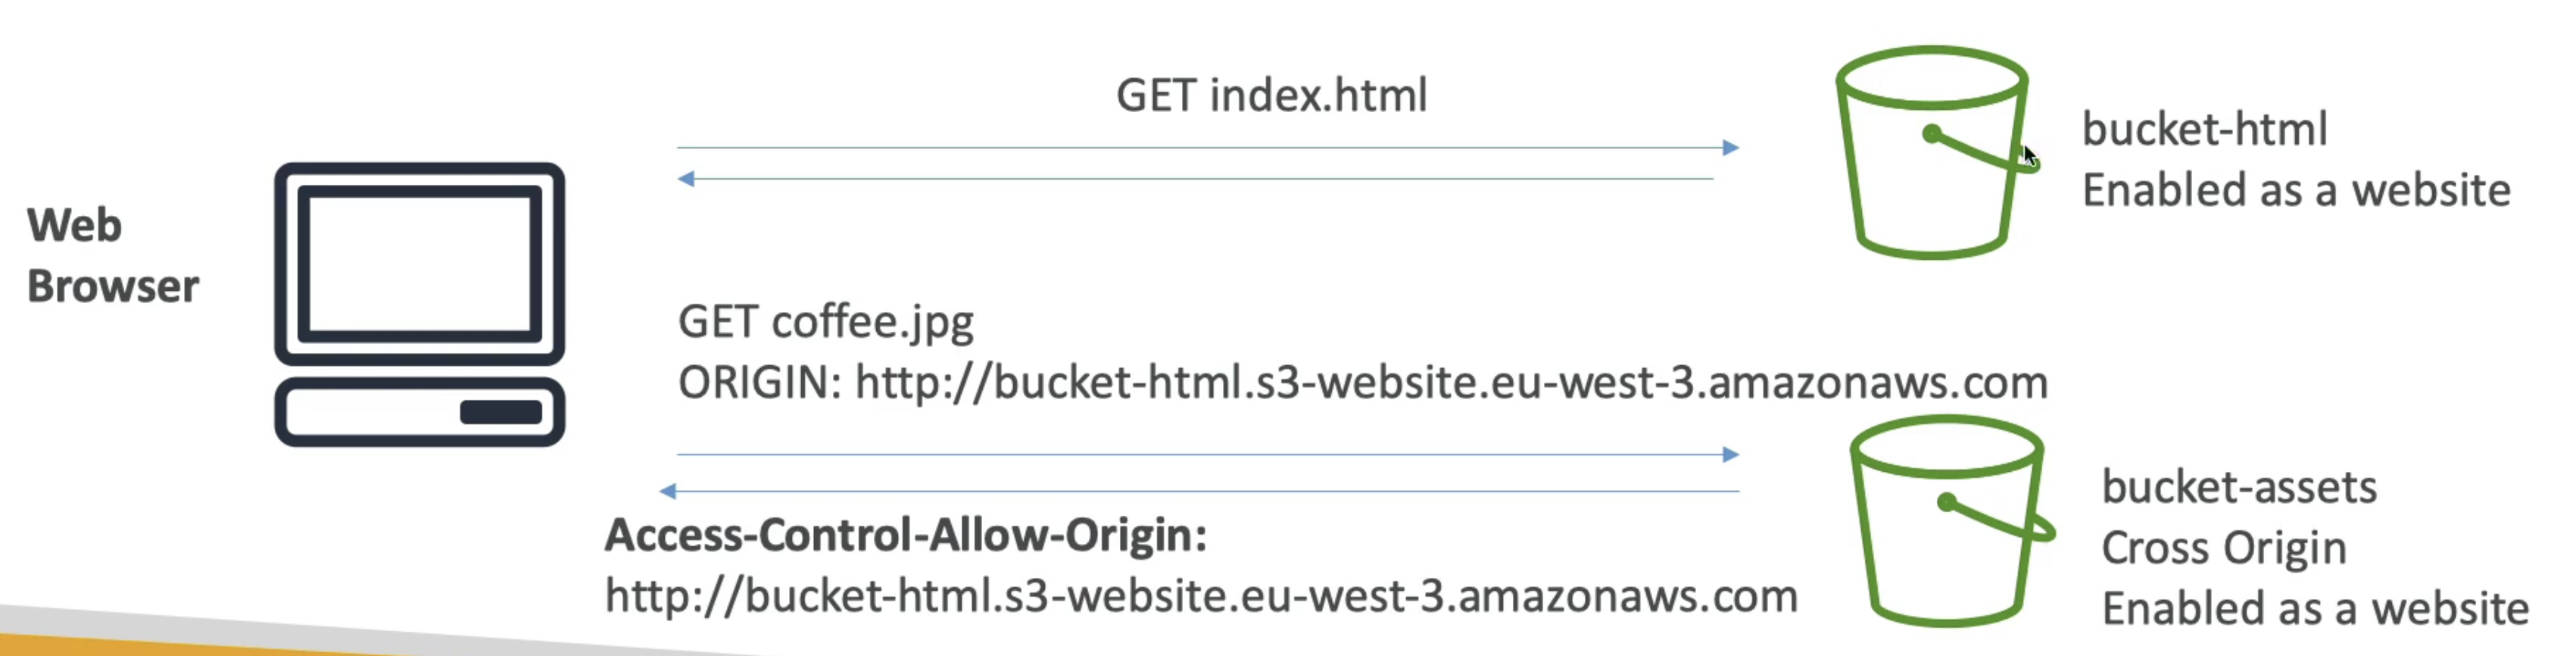 GET index.html
bucket-html
Enabled as a website
Web
Browser
GET coffee.jpg
ORIGIN: http://bucket-html.s3-website.eu-west-3.amazonaws.com
bucket-assets
Cross Origin
Enabled as a website
Access-Control-Allow-Origin:
http://bucket-html.s3-website.eu-west-3.amazonaws.com